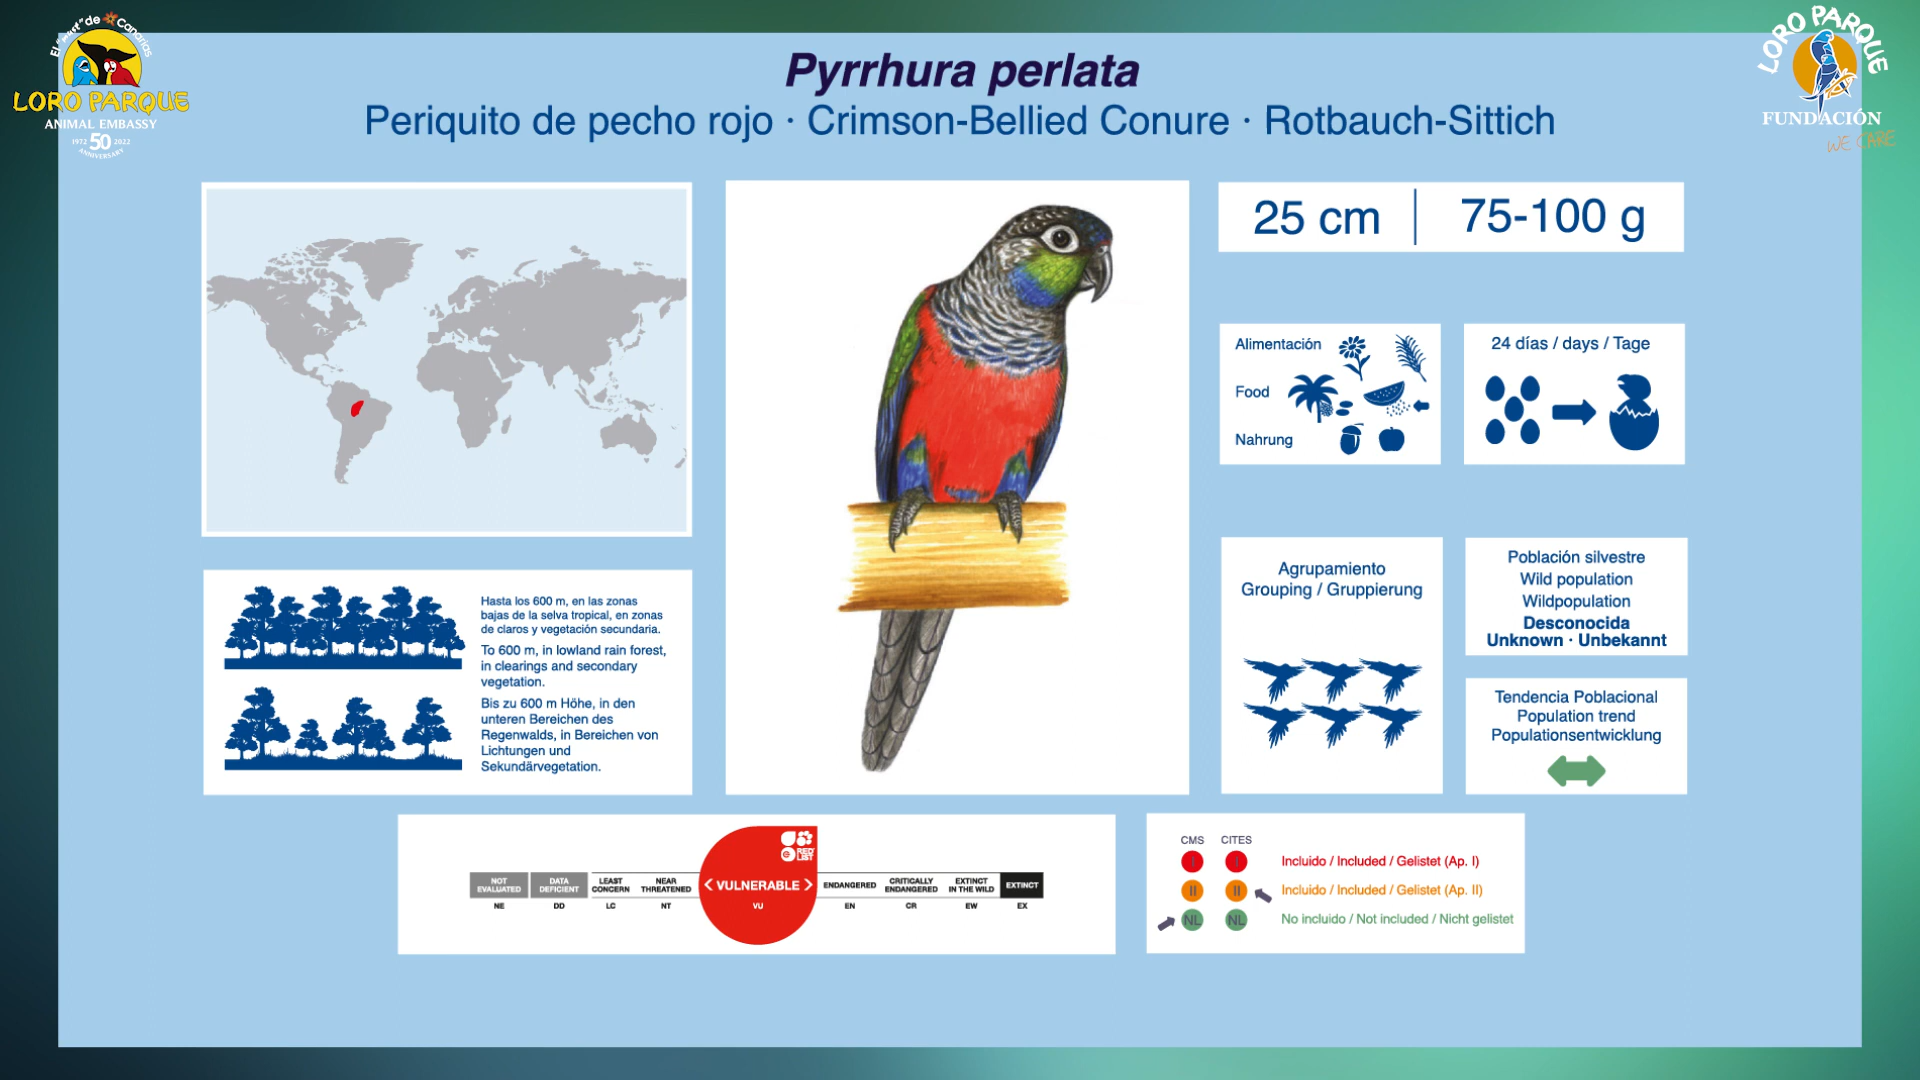 El "must" de Canarias
LORO PARQUE
ANIMAL EMBASSY
1972 50 2022
ANNIVERSARY
LORO PARQUE
FUNDACIÓN
WE CARE
Pyrrhura perlata
Periquito de pecho rojo · Crimson-Bellied Conure · Rotbauch-Sittich
25 cm | 75-100 g
Alimentación
Food
Nahrung
24 días / days / Tage
Hasta los 600 m, en las zonas
bajas de la selva tropical, en zonas
de claros y vegetación secundaria.
To 600 m, in lowland rain forest,
in clearings and secondary
vegetation.
Bis zu 600 m Höhe, in den
unteren Bereichen des
Regenwalds, in Bereichen von
Lichtungen und
Sekundärvegetation.
Agrupamiento
Grouping / Gruppierung
Población silvestre
Wild population
Wildpopulation
Desconocida
Unknown · Unbekannt
Tendencia Poblacional
Population trend
Populationsentwicklung
RED LIST
NOT EVALUATED
NE
DATA DEFICIENT
DD
LEAST CONCERN
LC
NEAR THREATENED
NT
< VULNERABLE >
VU
ENDANGERED
EN
CRITICALLY ENDANGERED
CR
EXTINCT IN THE WILD
EW
EXTINCT
EX
CMS CITES
I I Incluido / Included / Gelistet (Ap. I)
II II Incluido / Included / Gelistet (Ap. II)
NL NL No incluido / Not included / Nicht gelistet